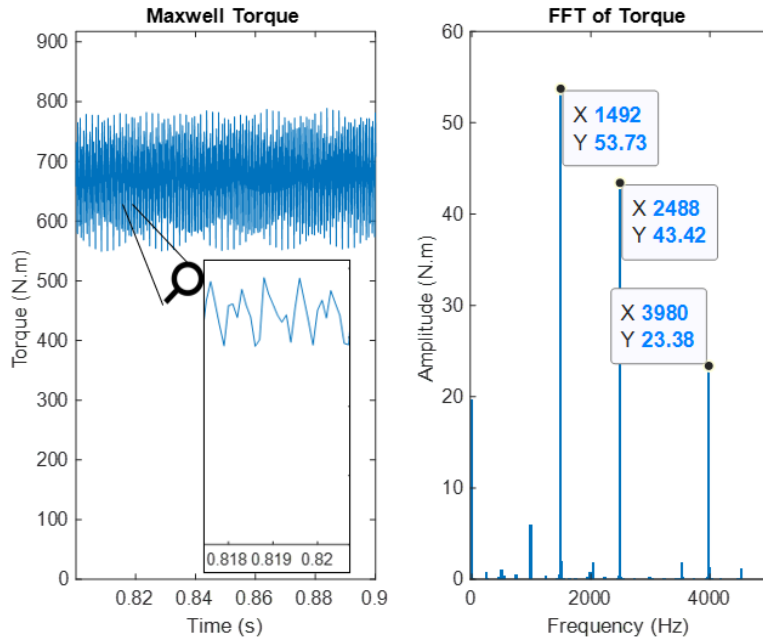 Maxwell Torque
900
800
700
600
500
400
300
200
100
0
Torque (N.m)
0.818 0.819 0.82
0.82 0.84 0.86 0.88 0.9
Time (s)
FFT of Torque
60
50
40
30
20
10
0
Amplitude (N.m)
X 1492
Y 53.73
X 2488
Y 43.42
X 3980
Y 23.38
0 2000 4000
Frequency (Hz)